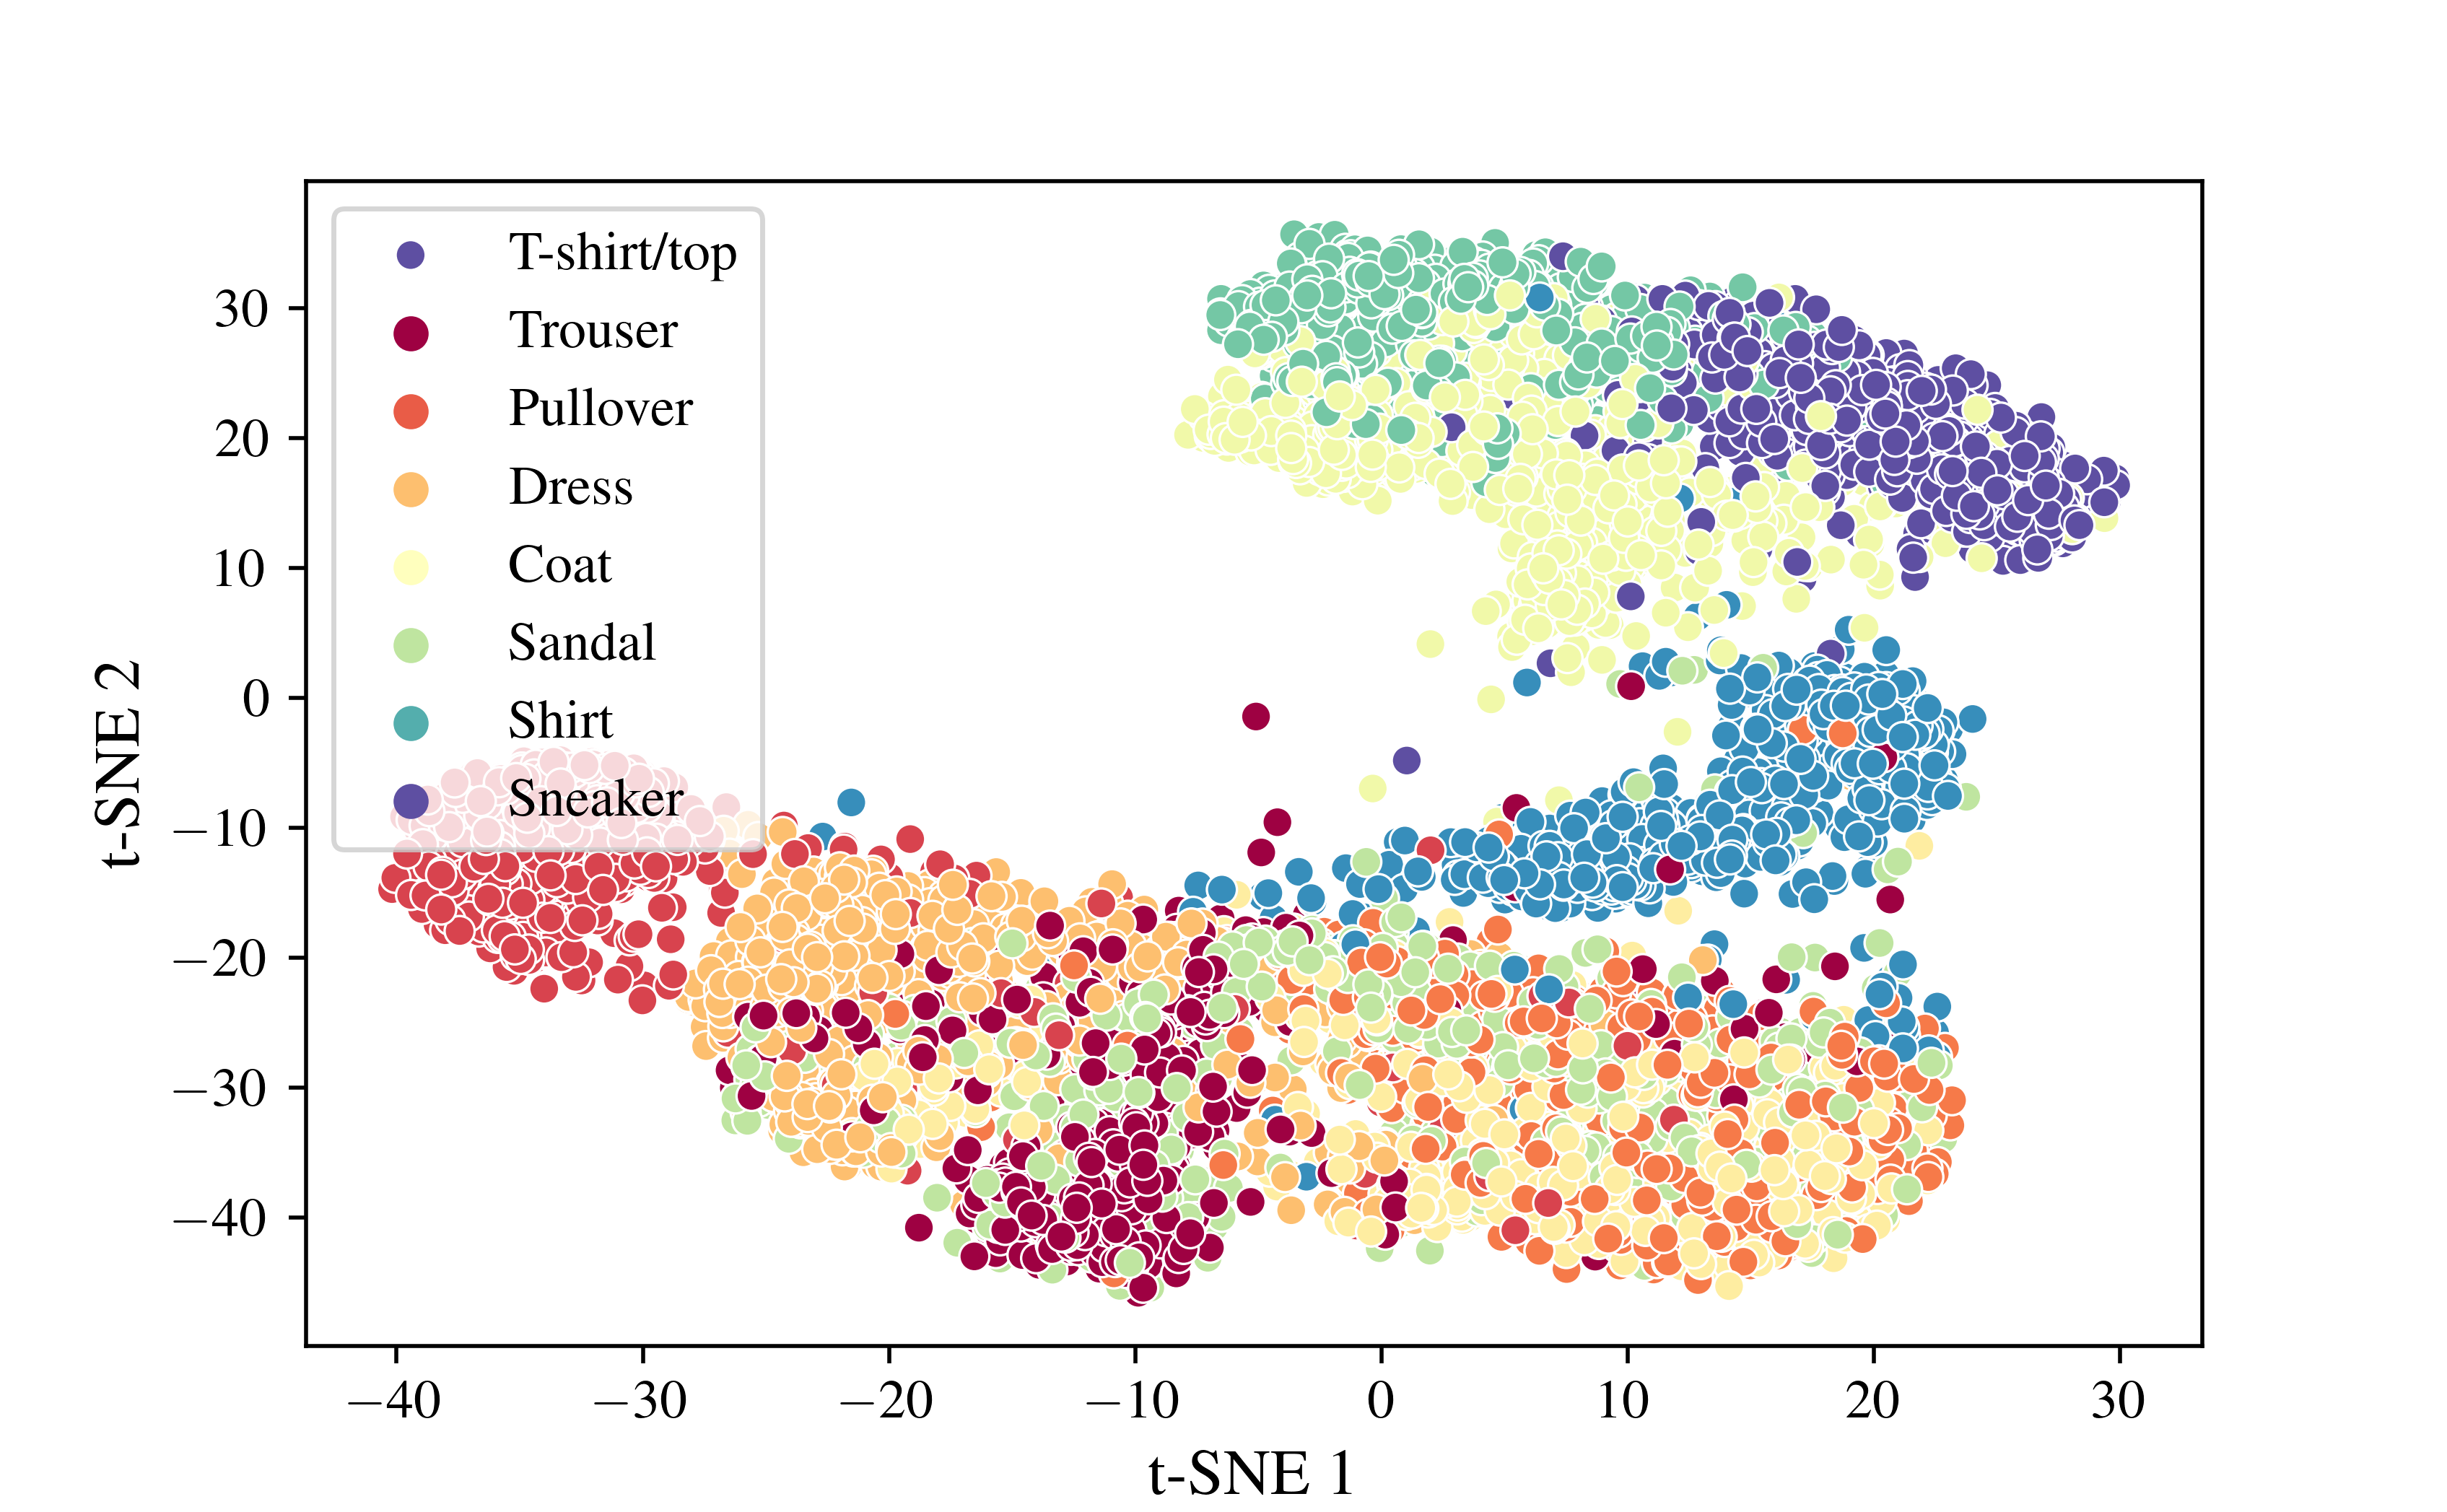 T-shirt/top
Trouser
Pullover
Dress
Coat
Sandal
Shirt
Sneaker
30
20
10
0
−10
−20
−30
−40
t-SNE 2
−40 −30 −20 −10 0 10 20 30
t-SNE 1